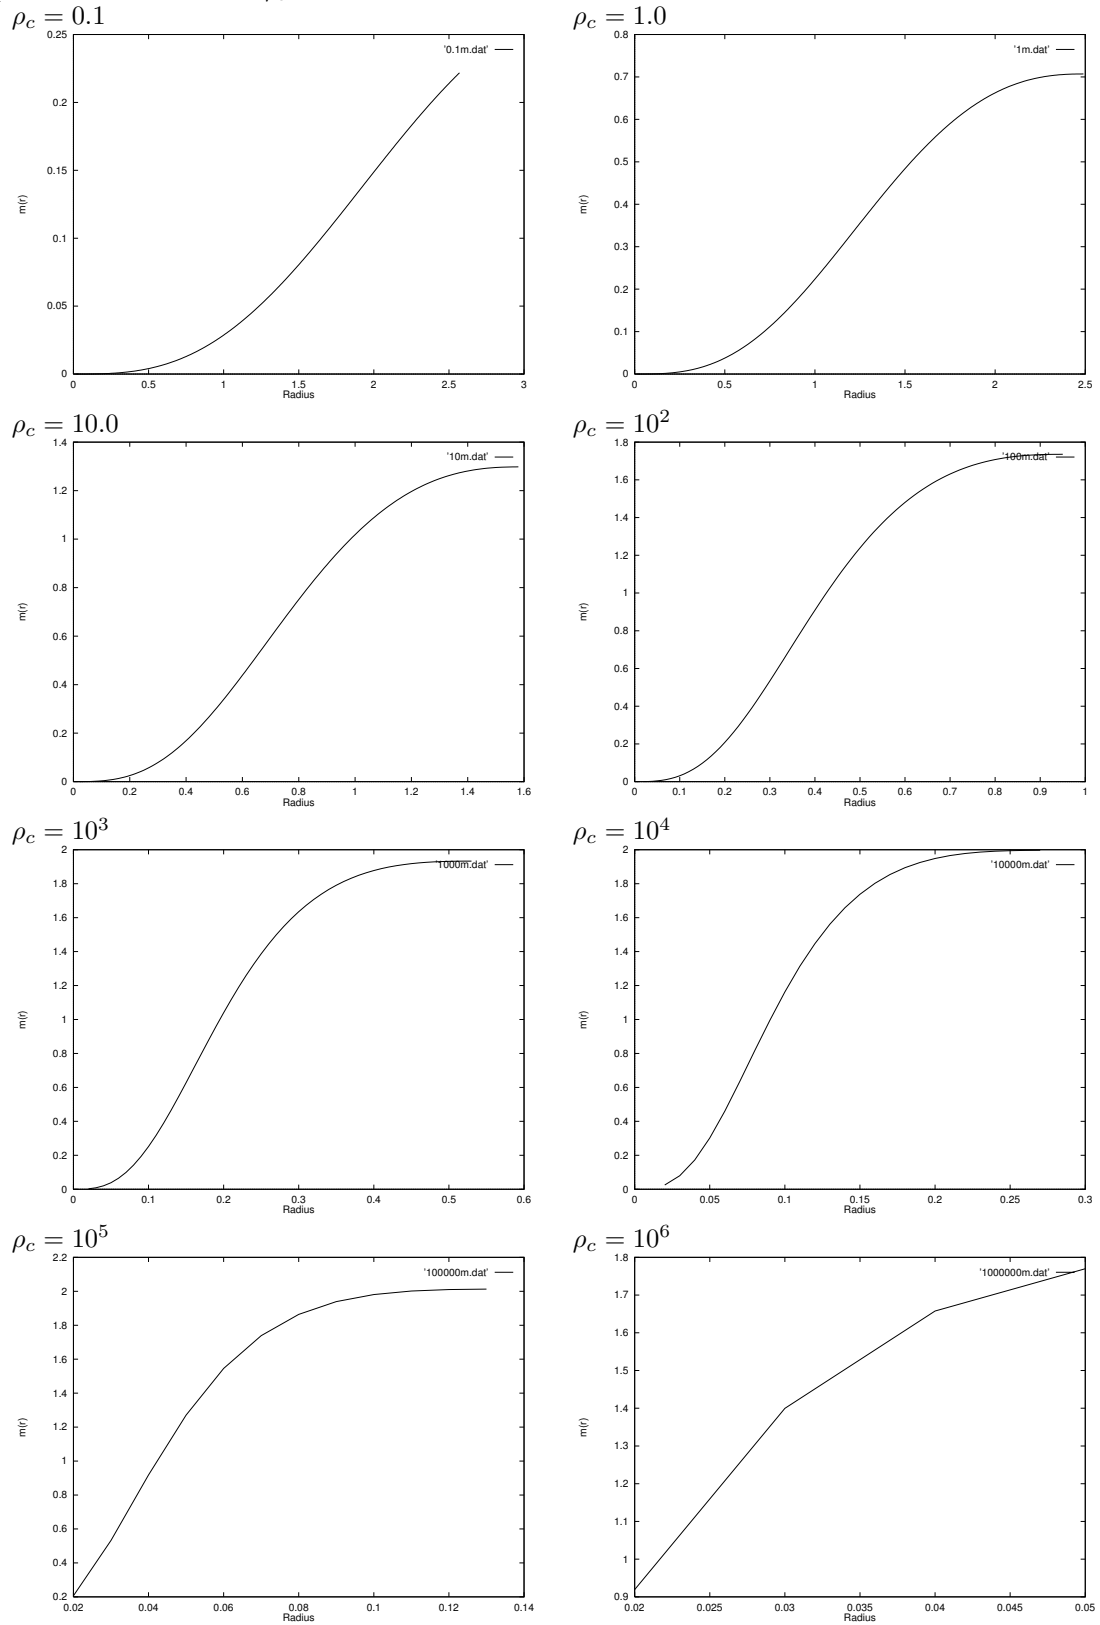 ρc = 0.1
0.25
0.2
0.15
0.1
0.05
0
0 0.5 1 1.5 2 2.5 3
m(r)
Radius
'0.1m.dat'
ρc = 1.0
0.8
0.7
0.6
0.5
0.4
0.3
0.2
0.1
0
0 0.5 1 1.5 2 2.5
m(r)
Radius
'1m.dat'
ρc = 10.0
1.4
1.2
1
0.8
0.6
0.4
0.2
0
0 0.2 0.4 0.6 0.8 1 1.2 1.4 1.6
m(r)
Radius
'10m.dat'
ρc = 10²
1.8
1.6
1.4
1.2
1
0.8
0.6
0.4
0.2
0
0 0.1 0.2 0.3 0.4 0.5 0.6 0.7 0.8 0.9 1
m(r)
Radius
'100m.dat'
ρc = 10³
2
1.8
1.6
1.4
1.2
1
0.8
0.6
0.4
0.2
0
0 0.1 0.2 0.3 0.4 0.5 0.6
m(r)
Radius
'1000m.dat'
ρc = 10⁴
2
1.8
1.6
1.4
1.2
1
0.8
0.6
0.4
0.2
0
0 0.05 0.1 0.15 0.2 0.25 0.3
m(r)
Radius
'10000m.dat'
ρc = 10⁵
2.2
2
1.8
1.6
1.4
1.2
1
0.8
0.6
0.4
0.2
0.02 0.04 0.06 0.08 0.1 0.12 0.14
m(r)
Radius
'100000m.dat'
ρc = 10⁶
1.8
1.7
1.6
1.5
1.4
1.3
1.2
1.1
1
0.9
0.02 0.025 0.03 0.035 0.04 0.045 0.05
m(r)
Radius
'1000000m.dat'